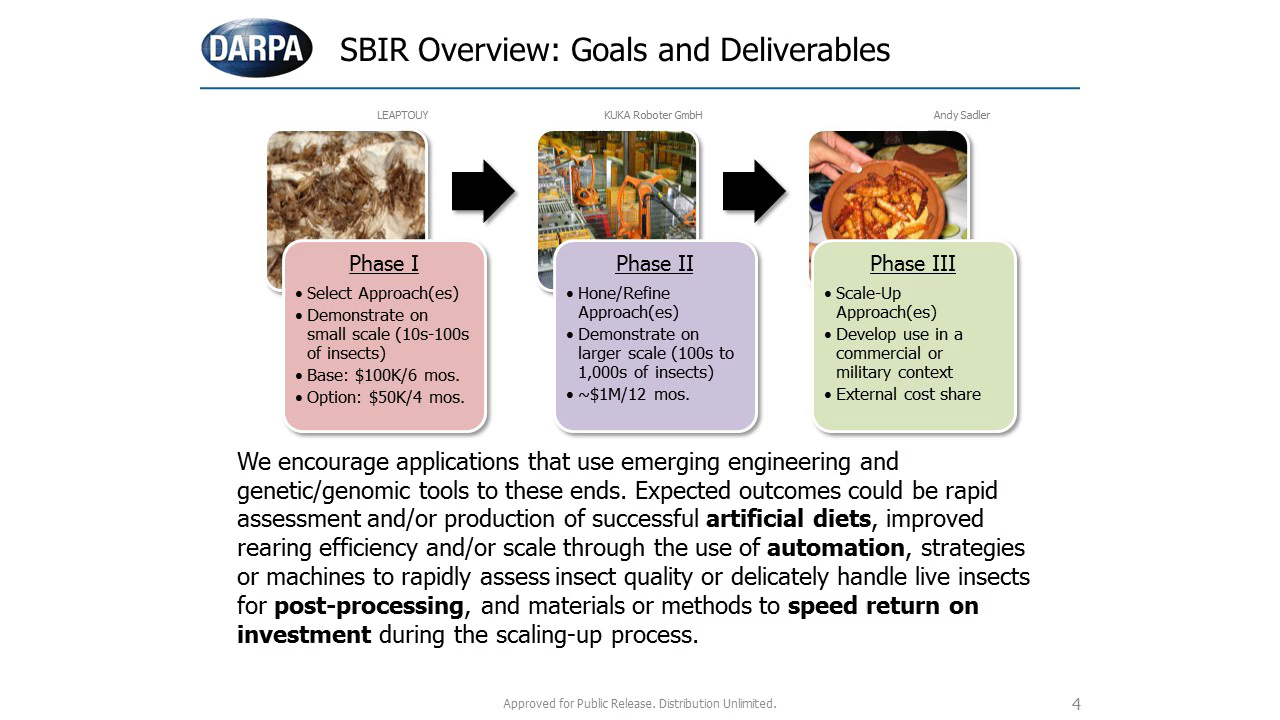 DARPA
SBIR Overview: Goals and Deliverables
LEAPTOUY
KUKA Roboter GmbH
Andy Sadler
Phase I
• Select Approach(es)
• Demonstrate on
small scale (10s-100s
of insects)
• Base: $100K/6 mos.
• Option: $50K/4 mos.
Phase II
• Hone/Refine
Approach(es)
• Demonstrate on
larger scale (100s to
1,000s of insects)
• ~$1M/12 mos.
Phase III
• Scale-Up
Approach(es)
• Develop use in a
commercial or
military context
• External cost share
We encourage applications that use emerging engineering and
genetic/genomic tools to these ends. Expected outcomes could be rapid
assessment and/or production of successful artificial diets, improved
rearing efficiency and/or scale through the use of automation, strategies
or machines to rapidly assess insect quality or delicately handle live insects
for post-processing, and materials or methods to speed return on
investment during the scaling-up process.
Approved for Public Release. Distribution Unlimited.
4